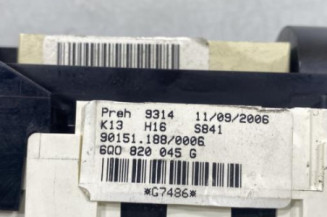 Preh 9314 11/09/2006
K13 H16 S841
90151.188/0006
6Q0 820 045 G
*G7486*